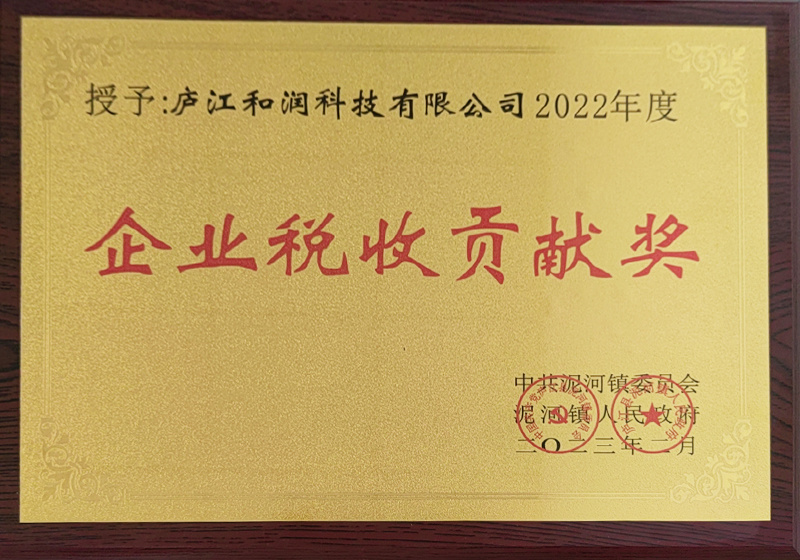 授予:庐江和润科技有限公司2022年度
企业税收贡献奖
中共泥河镇委员会
泥河镇人民政府
二〇二三年二月